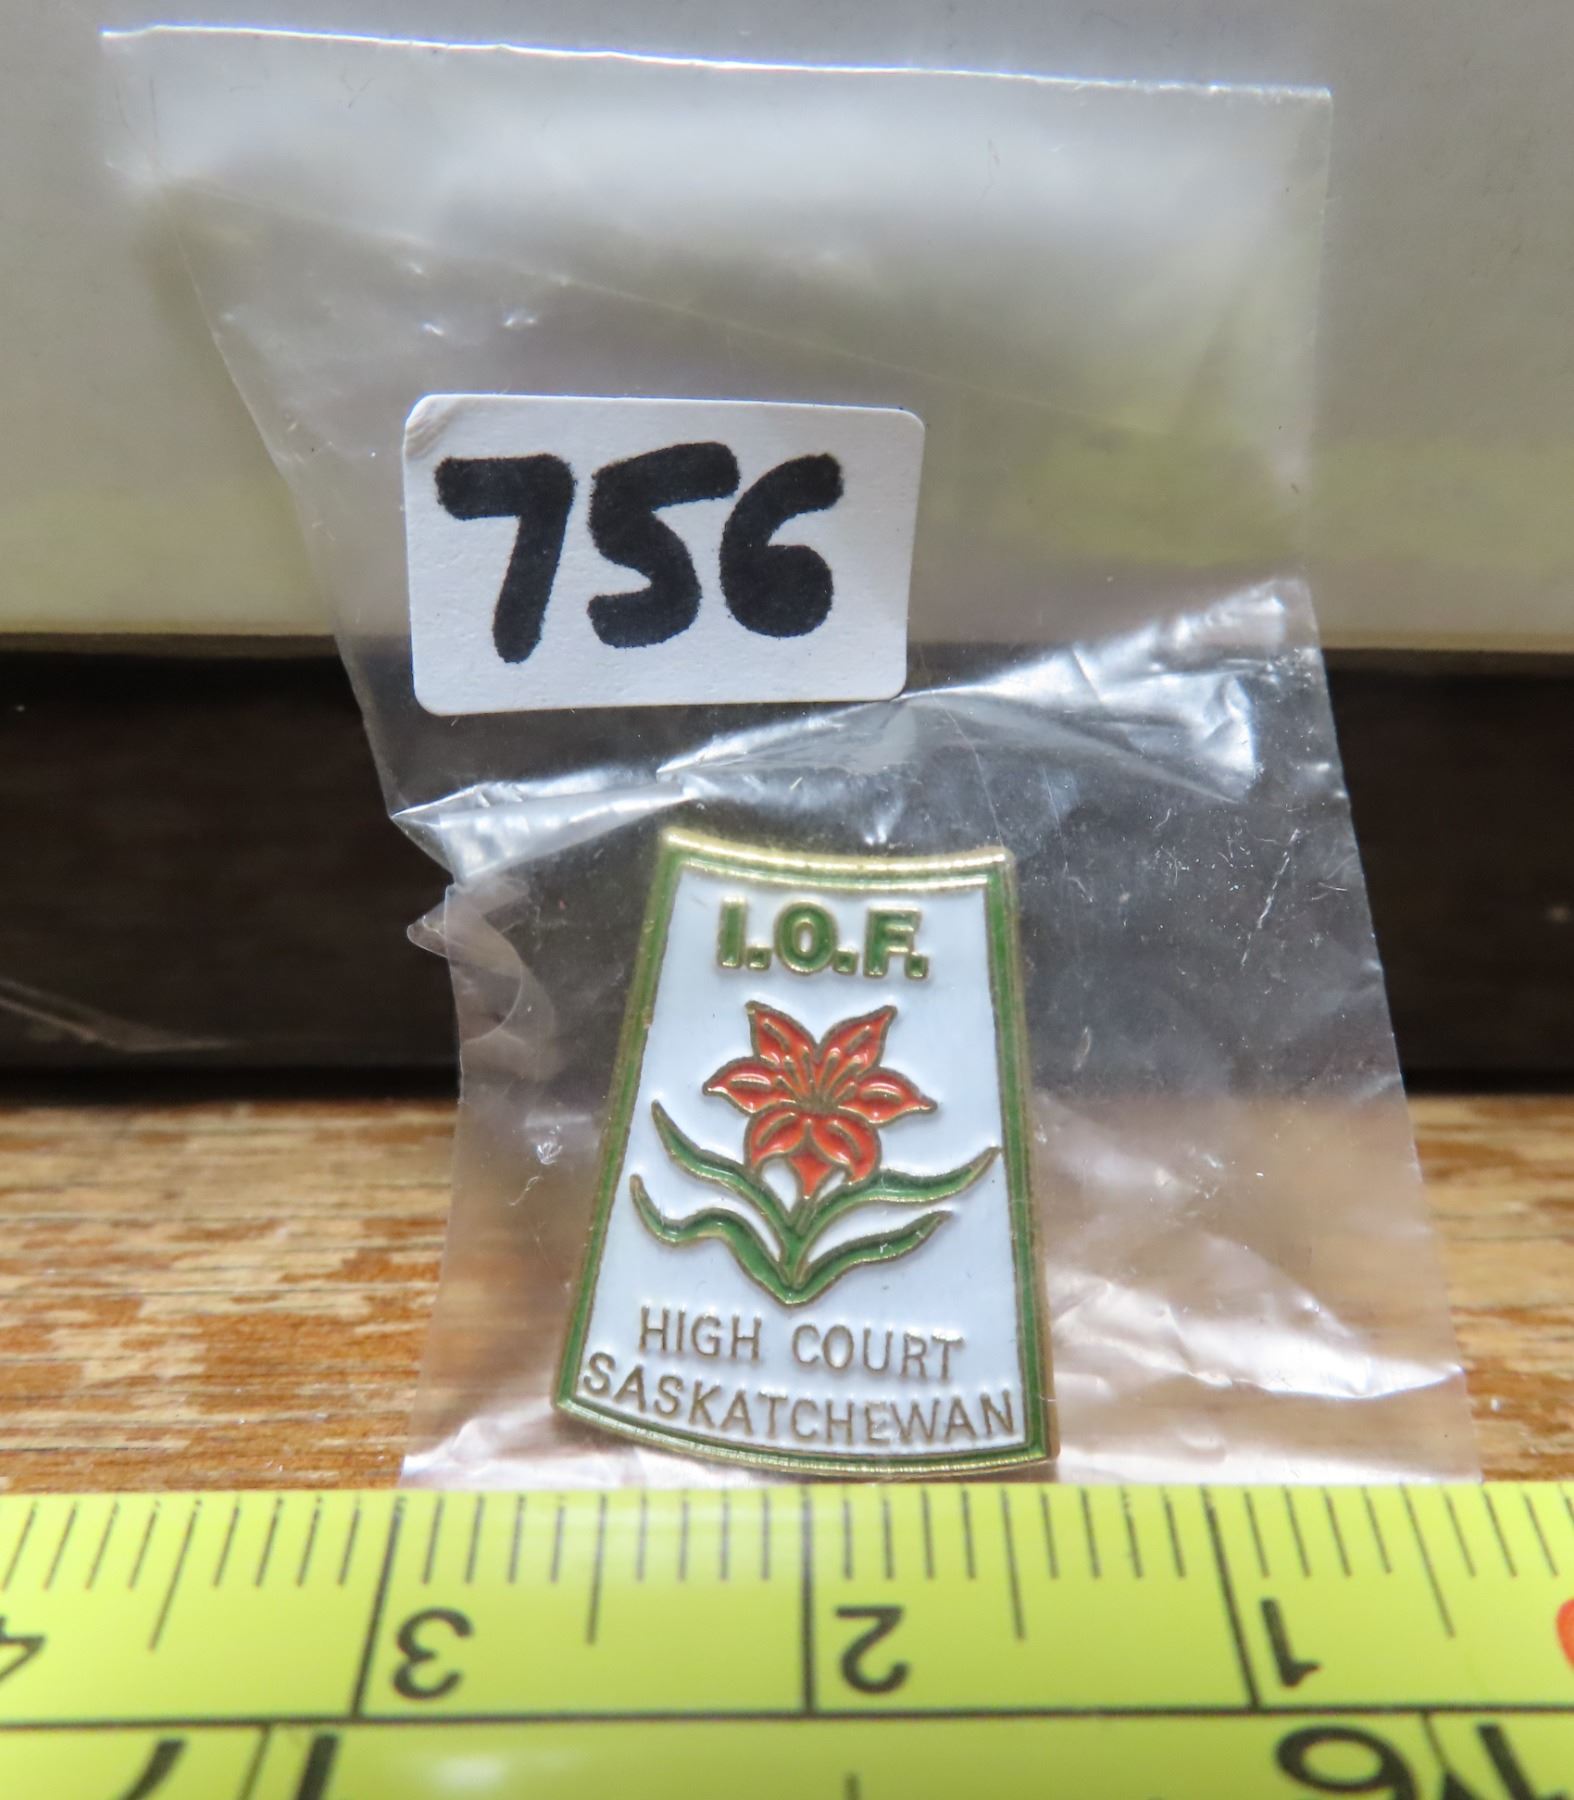 756
I.O.F.
HIGH COURT
SASKATCHEWAN
4 3 2 1